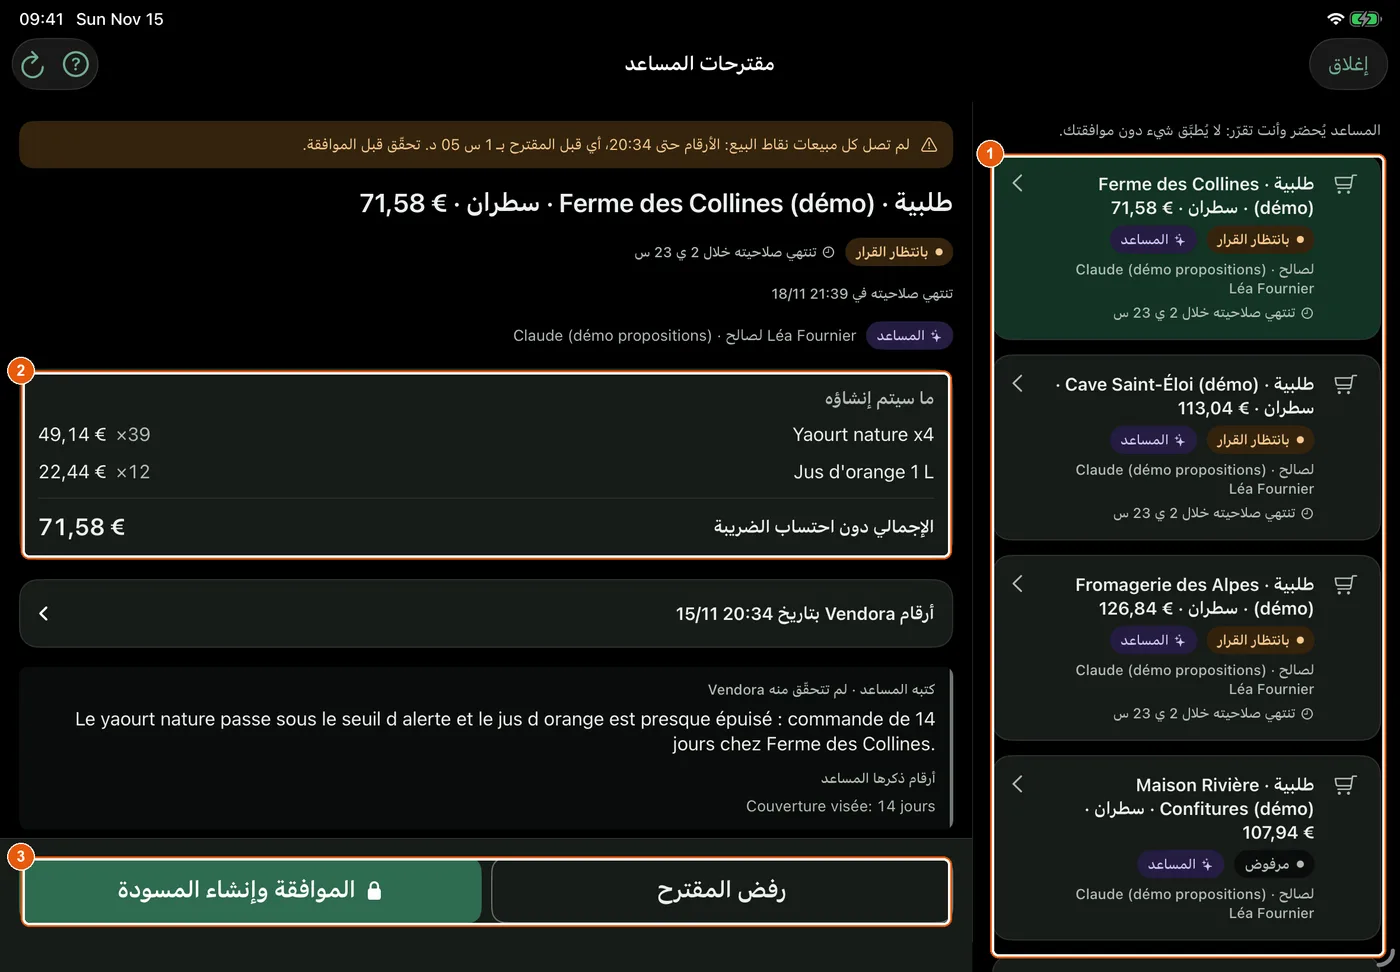 09:41 Sun Nov 15
مقترحات المساعد
إغلاق
المساعد يُحضّر وأنت تقرّر: لا يُطبَّق شيء دون موافقتك.
1
طلبية · Ferme des Collines
(démo) · سطران · 71,58 €
بانتظار القرار
المساعد
لصالح · Claude (démo propositions)
Léa Fournier
تنتهي صلاحيته خلال 2 ي 23 س
طلبية · Cave Saint-Éloi (démo) ·
سطران · 113,04 €
بانتظار القرار
المساعد
لصالح · Claude (démo propositions)
Léa Fournier
تنتهي صلاحيته خلال 2 ي 23 س
طلبية · Fromagerie des Alpes
(démo) · سطران · 126,84 €
بانتظار القرار
المساعد
لصالح · Claude (démo propositions)
Léa Fournier
تنتهي صلاحيته خلال 2 ي 23 س
طلبية · Maison Rivière
Confitures (démo) · سطران ·
107,94 €
مرفوض
المساعد
لصالح · Claude (démo propositions)
Léa Fournier
لم تصل كل مبيعات نقاط البيع: الأرقام حتى 20:34، أي قبل المقترح بـ 1 س 05 د. تحقّق قبل الموافقة.
طلبية · Ferme des Collines (démo) · سطران · 71,58 €
بانتظار القرار
تنتهي صلاحيته خلال 2 ي 23 س
تنتهي صلاحيته في 18/11 21:39
المساعد
Claude (démo propositions) · لصالح Léa Fournier
2
ما سيتم إنشاؤه
Yaourt nature x4
49,14 € ×39
Jus d'orange 1 L
22,44 € ×12
الإجمالي دون احتساب الضريبة
71,58 €
أرقام Vendora بتاريخ 15/11 20:34
كتبه المساعد · لم تتحقّق منه Vendora
Le yaourt nature passe sous le seuil d alerte et le jus d orange est presque épuisé : commande de 14
jours chez Ferme des Collines.
أرقام ذكرها المساعد
Couverture visée: 14 jours
3
رفض المقترح
الموافقة وإنشاء المسودة